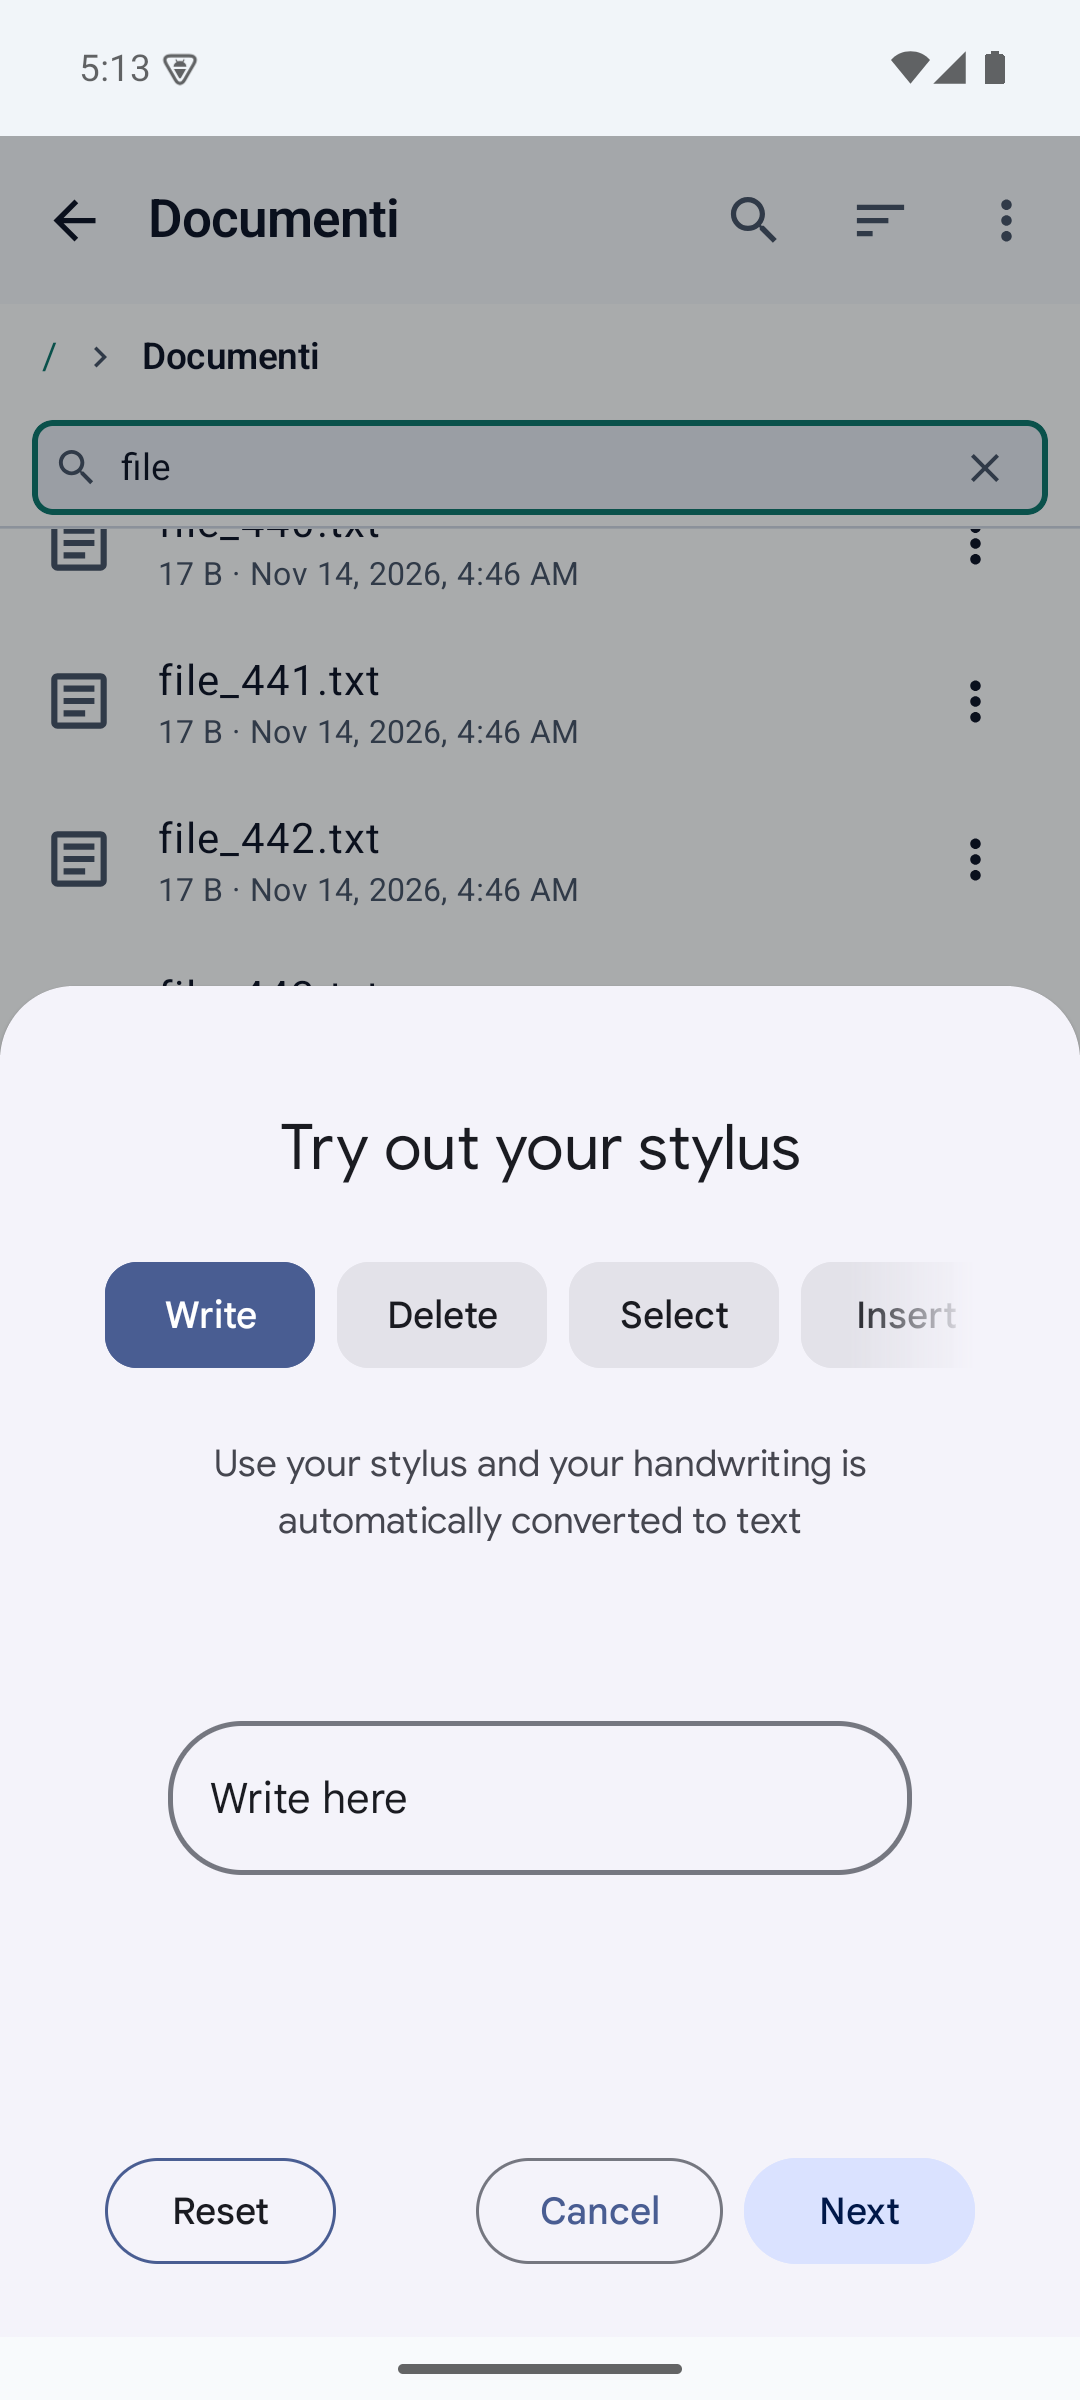 5:13
Documenti
/ > Documenti
file
17 B · Nov 14, 2026, 4:46 AM
file_441.txt
17 B · Nov 14, 2026, 4:46 AM
file_442.txt
17 B · Nov 14, 2026, 4:46 AM
Try out your stylus
Write Delete Select Insert
Use your stylus and your handwriting is
automatically converted to text
Write here
Reset Cancel Next